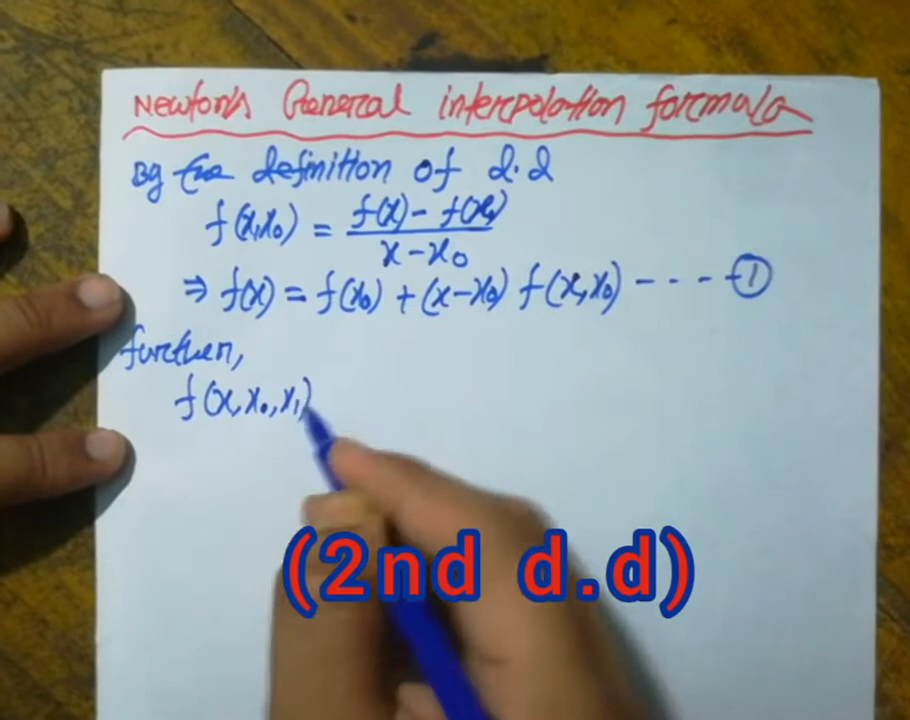 Newton's General interpolation formula
By the definition of d.d
f(x,x₀) = f(x) - f(x₀) / x - x₀
⇒ f(x) = f(x₀) + (x-x₀) f(x,x₀) ---- ①
further,
f(x,x₀,x₁)
(2nd d.d)